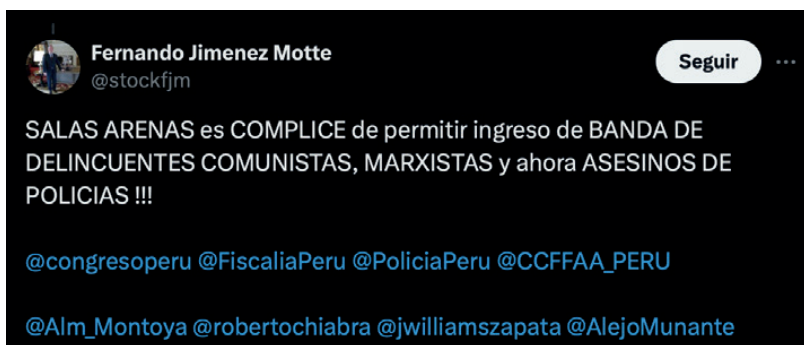 Fernando Jimenez Motte
@stockfjm
Seguir
SALAS ARENAS es COMPLICE de permitir ingreso de BANDA DE
DELINCUENTES COMUNISTAS, MARXISTAS y ahora ASESINOS DE
POLICIAS !!!
@congresoperu @FiscaliaPeru @PoliciaPeru @CCFFAA_PERU
@Alm_Montoya @robertochiabra @jwilliamszapata @AlejoMunante